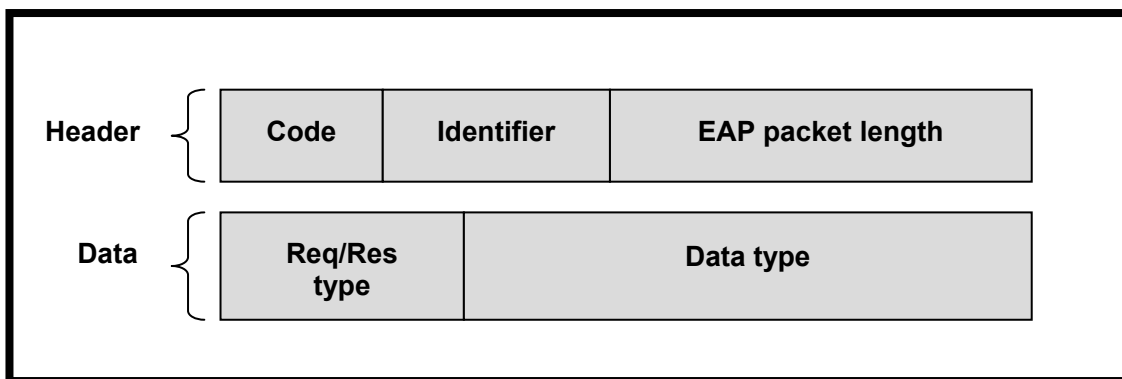 Header
Code
Identifier
EAP packet length
Data
Req/Res
type
Data type